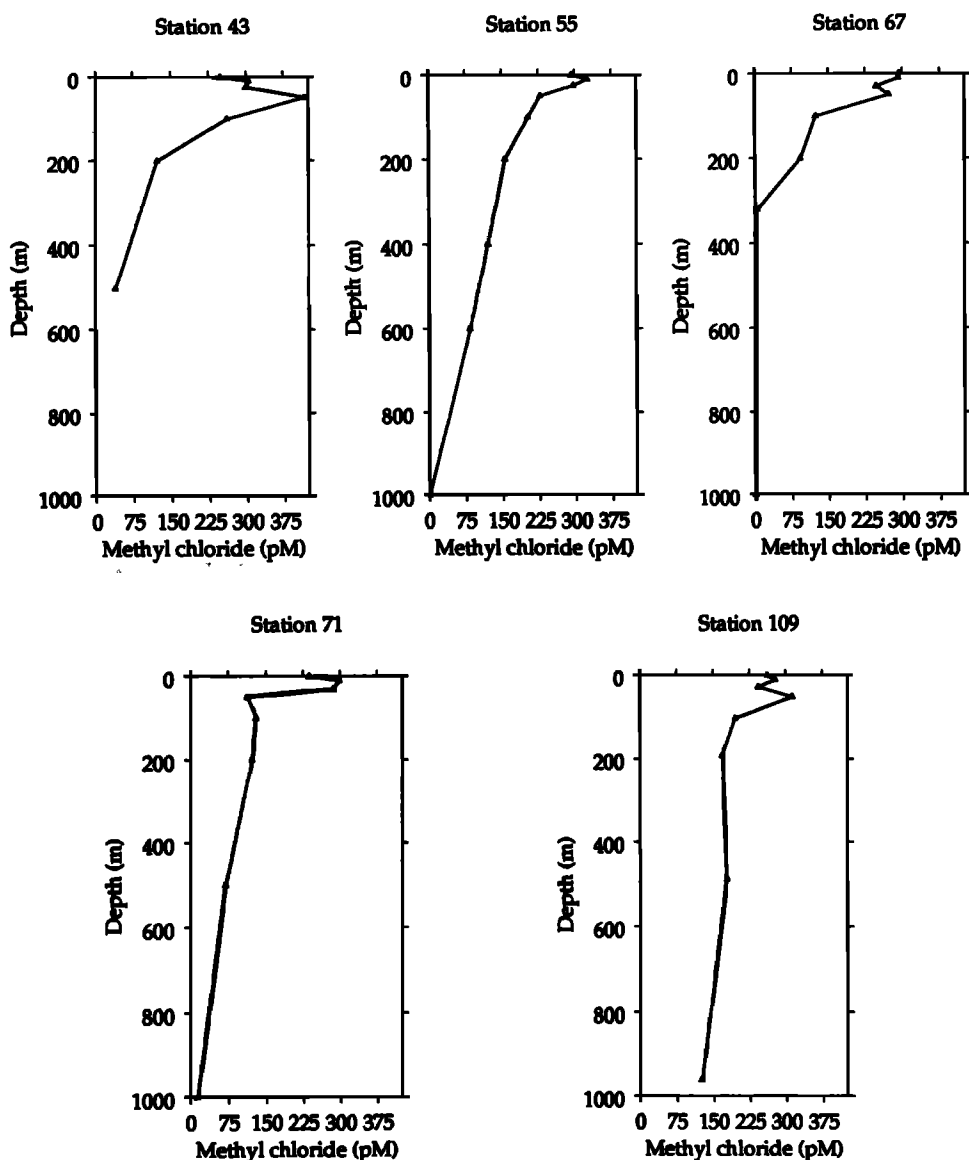 Station 43
0
200
400
600
800
1000
Depth (m)
0 75 150 225 300 375
Methyl chloride (pM)
Station 55
0
200
400
600
800
1000
Depth (m)
0 75 150 225 300 375
Methyl chloride (pM)
Station 67
0
200
400
600
800
1000
Depth (m)
0 75 150 225 300 375
Methyl chloride (pM)
Station 71
0
200
400
600
800
1000
Depth (m)
0 75 150 225 300 375
Methyl chloride (pM)
Station 109
0
200
400
600
800
1000
Depth (m)
0 75 150 225 300 375
Methyl chloride (pM)